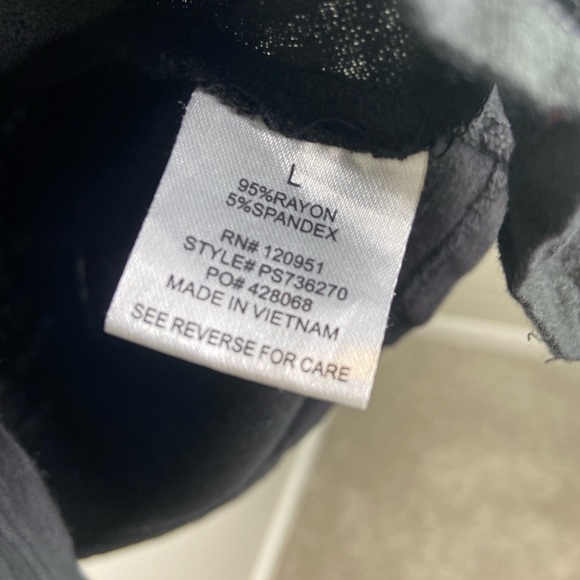 L
95%RAYON
5%SPANDEX
RN# 120951
STYLE# PS736270
PO# 428068
MADE IN VIETNAM
SEE REVERSE FOR CARE